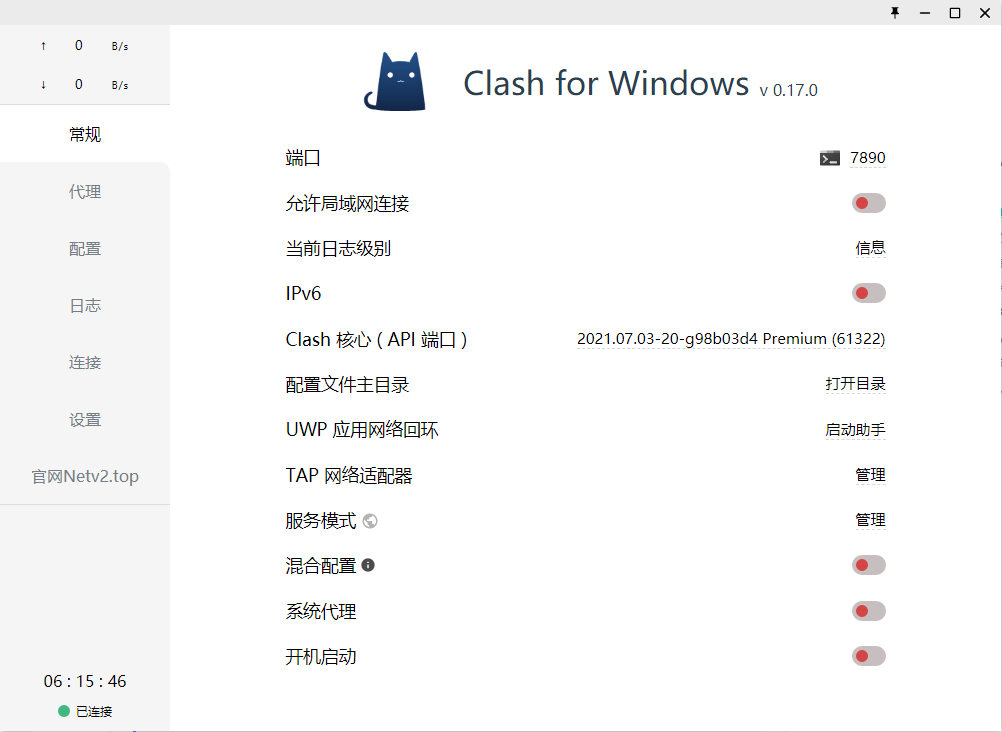 ↑ 0 B/s
↓ 0 B/s
常规
代理
配置
日志
连接
设置
官网Netv2.top
06 : 15 : 46
已连接
Clash for Windows v 0.17.0
端口 7890
允许局域网连接
当前日志级别 信息
IPv6
Clash 核心 ( API 端口 ) 2021.07.03-20-g98b03d4 Premium (61322)
配置文件主目录 打开目录
UWP 应用网络回环 启动助手
TAP 网络适配器 管理
服务模式 管理
混合配置
系统代理
开机启动